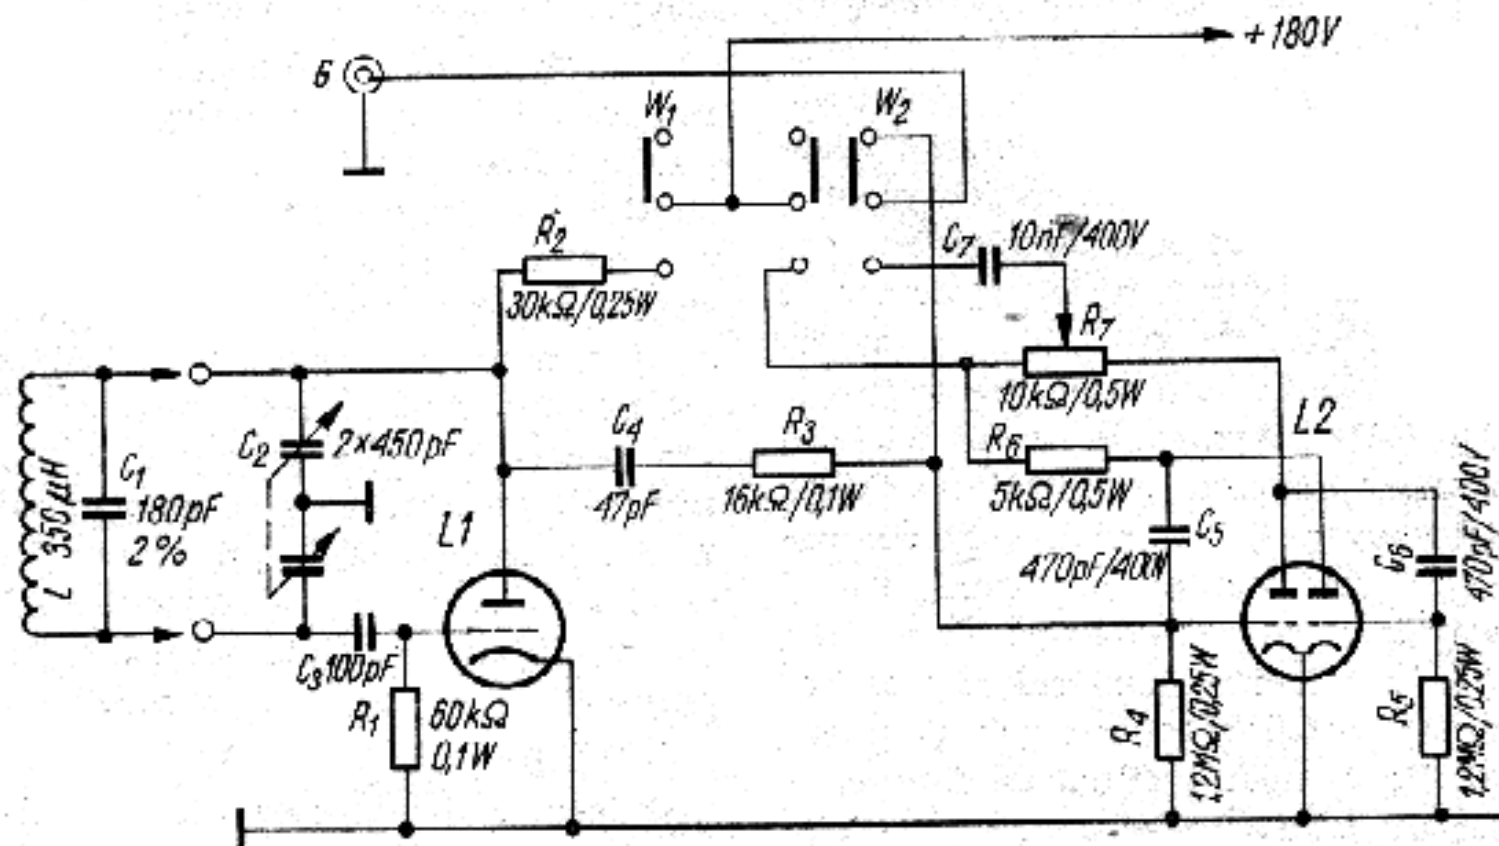 +180V
G
W1
W2
R2
30kΩ/0,25W
C7
10nF/400V
R7
10kΩ/0,5W
L2
C4
47pF
R3
16kΩ/0,1W
R6
5kΩ/0,5W
C5
470pF/400V
C6
470pF/400V
L 350μH
C1
180pF
2%
C2
2×450pF
L1
C3 100pF
R1
60kΩ
0,1W
R4
1,2MΩ/0,25W
R5
1,2MΩ/0,25W